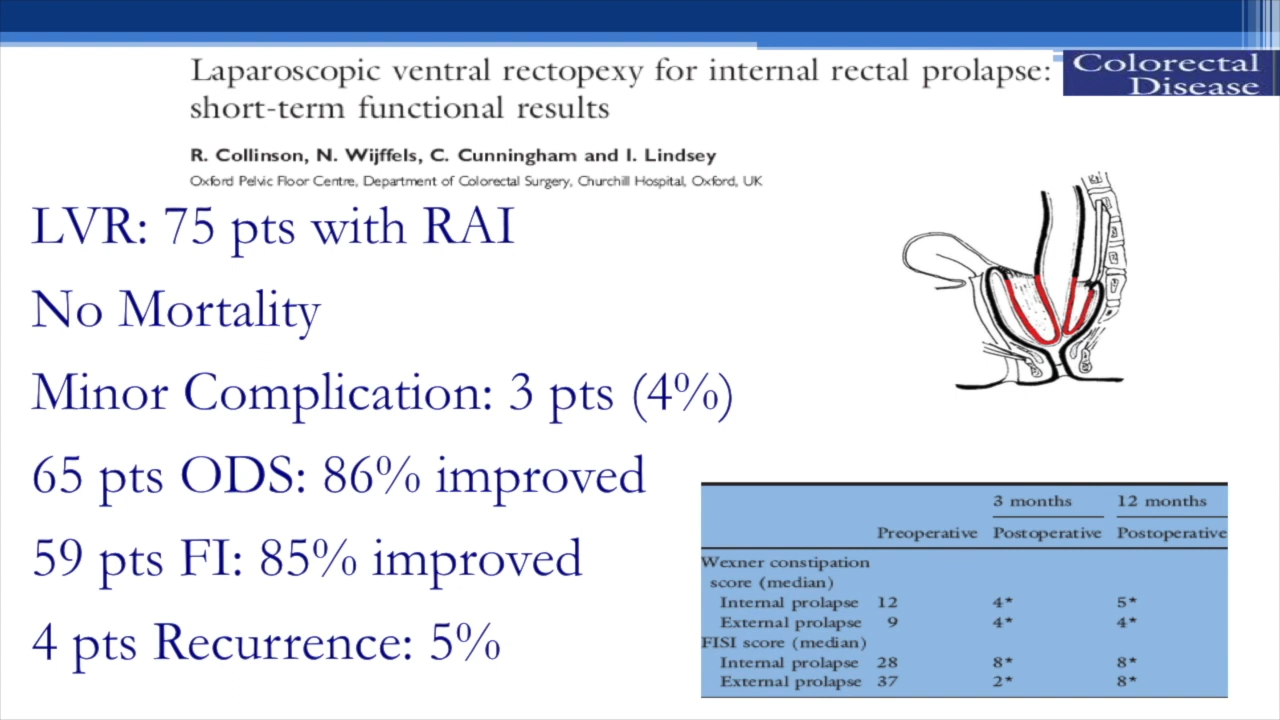 Laparoscopic ventral rectopexy for internal rectal prolapse:
short-term functional results
Colorectal
Disease
R. Collinson, N. Wijffels, C. Cunningham and I. Lindsey
Oxford Pelvic Floor Centre, Department of Colorectal Surgery, Churchill Hospital, Oxford, UK
LVR: 75 pts with RAI
No Mortality
Minor Complication: 3 pts (4%)
65 pts ODS: 86% improved
59 pts FI: 85% improved
4 pts Recurrence: 5%
3 months 12 months
Preoperative Postoperative Postoperative
Wexner constipation
score (median)
Internal prolapse 12 4* 5*
External prolapse 9 4* 4*
FISI score (median)
Internal prolapse 28 8* 8*
External prolapse 37 2* 8*